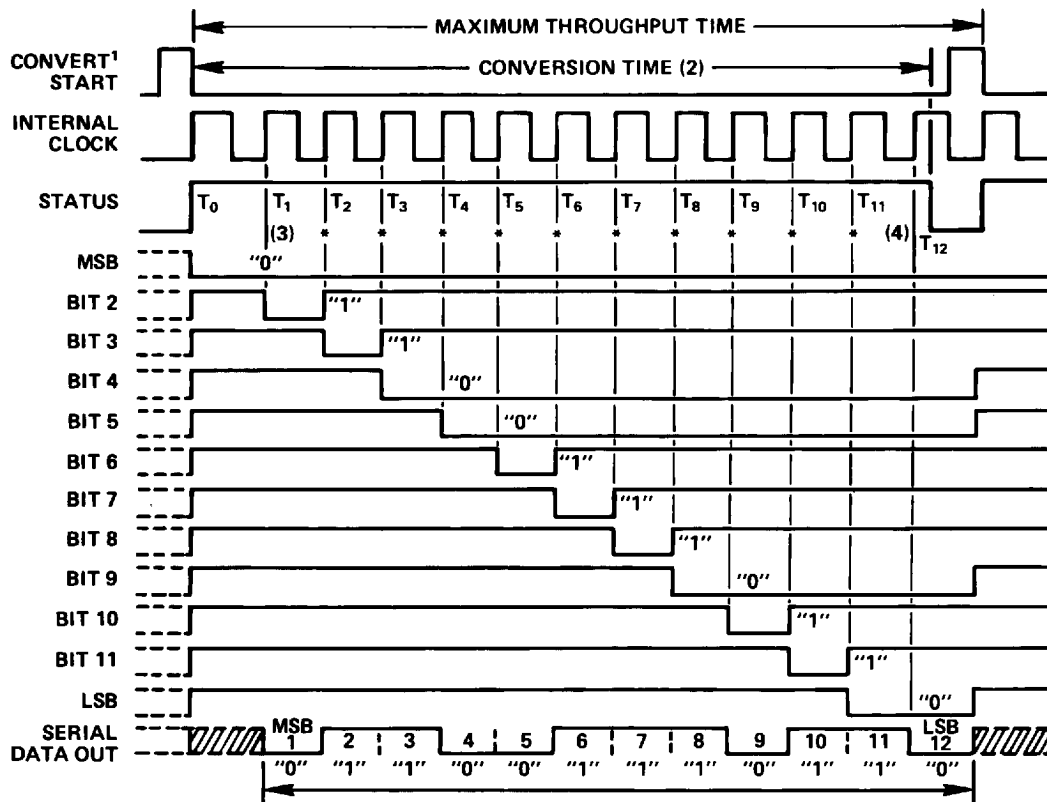 MAXIMUM THROUGHPUT TIME
CONVERT¹
START
CONVERSION TIME (2)
INTERNAL
CLOCK
STATUS
T₀ T₁ T₂ T₃ T₄ T₅ T₆ T₇ T₈ T₉ T₁₀ T₁₁
(3) * * * * * * * * * * (4) T₁₂
MSB "0"
BIT 2 "1"
BIT 3 "1"
BIT 4 "0"
BIT 5 "0"
BIT 6 "1"
BIT 7 "1"
BIT 8 "1"
BIT 9 "0"
BIT 10 "1"
BIT 11 "1"
LSB "0"
SERIAL
DATA OUT
MSB LSB
1 2 3 4 5 6 7 8 9 10 11 12
"0" "1" "1" "0" "0" "1" "1" "1" "0" "1" "1" "0"